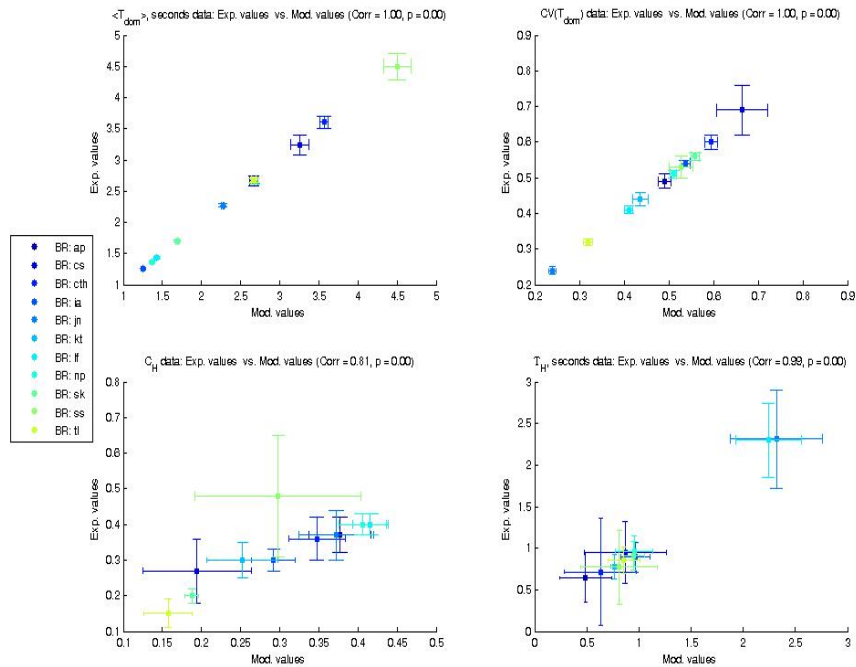 <T_dom>, seconds data: Exp. values vs. Mod. values (Corr = 1.00, p = 0.00)
5
4.5
4
3.5
3
2.5
2
1.5
1
Exp. values
1 1.5 2 2.5 3 3.5 4 4.5 5
Mod. values
CV(T_dom) data: Exp. values vs. Mod. values (Corr = 1.00, p = 0.00)
0.9
0.8
0.7
0.6
0.5
0.4
0.3
0.2
Exp. values
0.2 0.3 0.4 0.5 0.6 0.7 0.8 0.9
Mod. values
BR: ap
BR: cs
BR: cth
BR: ia
BR: jn
BR: kt
BR: lf
BR: np
BR: sk
BR: ss
BR: tl
C_H data: Exp. values vs. Mod. values (Corr = 0.81, p = 0.00)
0.8
0.7
0.6
0.5
0.4
0.3
0.2
0.1
Exp. values
0.1 0.15 0.2 0.25 0.3 0.35 0.4 0.45 0.5
Mod. values
T_H, seconds data: Exp. values vs. Mod. values (Corr = 0.99, p = 0.00)
3
2.5
2
1.5
1
0.5
0
Exp. values
0 0.5 1 1.5 2 2.5 3
Mod. values